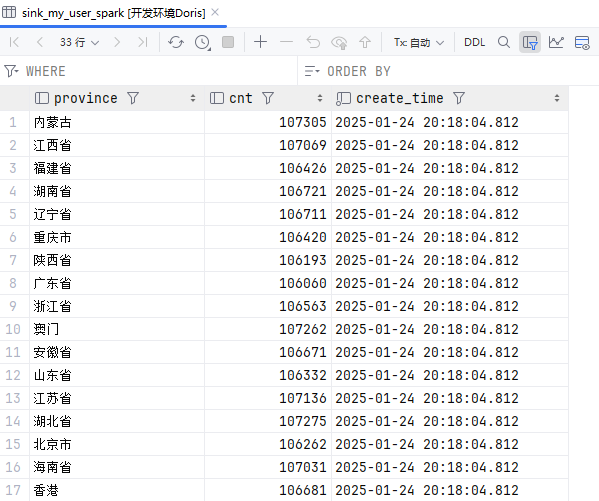 sink_my_user_spark [开发环境Doris]
33 行 Tx: 自动 DDL
WHERE ORDER BY
province cnt create_time
1 内蒙古 107305 2025-01-24 20:18:04.812
2 江西省 107069 2025-01-24 20:18:04.812
3 福建省 106426 2025-01-24 20:18:04.812
4 湖南省 106721 2025-01-24 20:18:04.812
5 辽宁省 106711 2025-01-24 20:18:04.812
6 重庆市 106420 2025-01-24 20:18:04.812
7 陕西省 106193 2025-01-24 20:18:04.812
8 广东省 106060 2025-01-24 20:18:04.812
9 浙江省 106563 2025-01-24 20:18:04.812
10 澳门 107262 2025-01-24 20:18:04.812
11 安徽省 106671 2025-01-24 20:18:04.812
12 山东省 106332 2025-01-24 20:18:04.812
13 江苏省 107136 2025-01-24 20:18:04.812
14 湖北省 107275 2025-01-24 20:18:04.812
15 北京市 106262 2025-01-24 20:18:04.812
16 海南省 107031 2025-01-24 20:18:04.812
17 香港 106681 2025-01-24 20:18:04.812